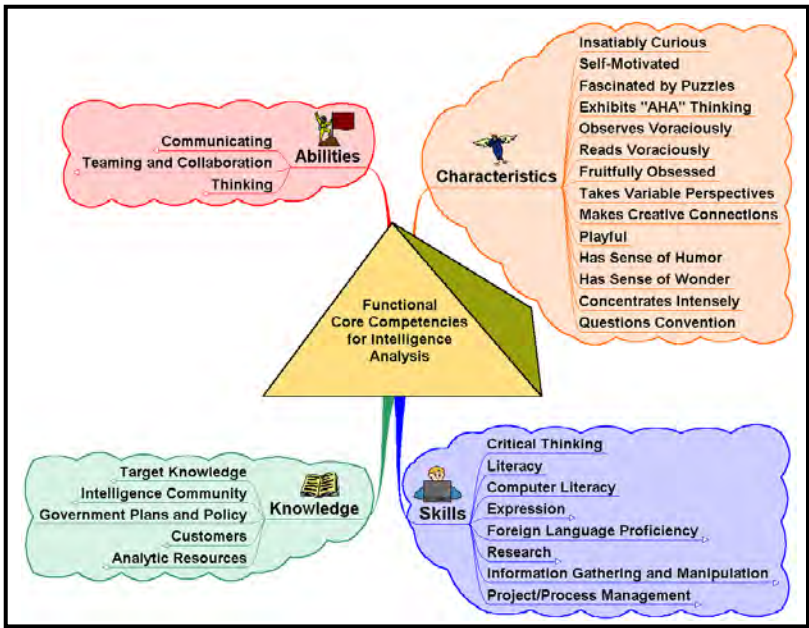 Communicating
Teaming and Collaboration
Thinking
Abilities
Characteristics
Insatiably Curious
Self-Motivated
Fascinated by Puzzles
Exhibits "AHA" Thinking
Observes Voraciously
Reads Voraciously
Fruitfully Obsessed
Takes Variable Perspectives
Makes Creative Connections
Playful
Has Sense of Humor
Has Sense of Wonder
Concentrates Intensely
Questions Convention
Functional
Core Competencies
for Intelligence
Analysis
Target Knowledge
Intelligence Community
Government Plans and Policy
Customers
Analytic Resources
Knowledge
Skills
Critical Thinking
Literacy
Computer Literacy
Expression
Foreign Language Proficiency
Research
Information Gathering and Manipulation
Project/Process Management